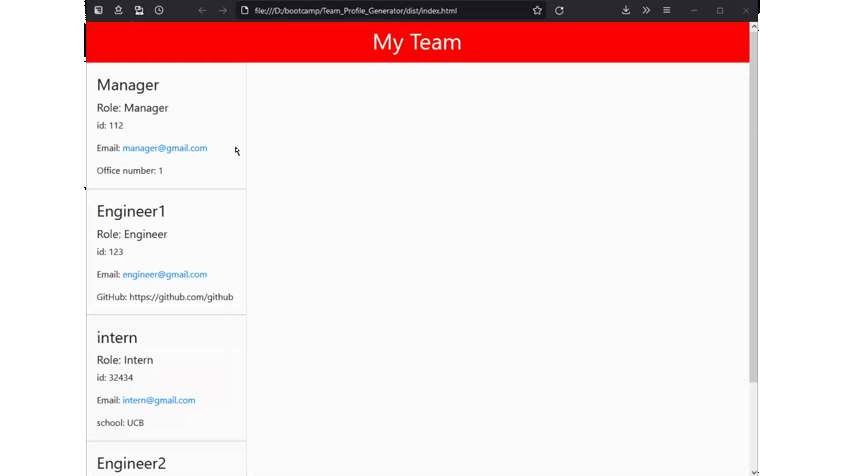 file:///D:/bootcamp/Team_Profile_Generator/dist/index.html
My Team
Manager
Role: Manager
id: 112
Email: manager@gmail.com
Office number: 1
Engineer1
Role: Engineer
id: 123
Email: engineer@gmail.com
GitHub: https://github.com/github
intern
Role: Intern
id: 32434
Email: intern@gmail.com
school: UCB
Engineer2